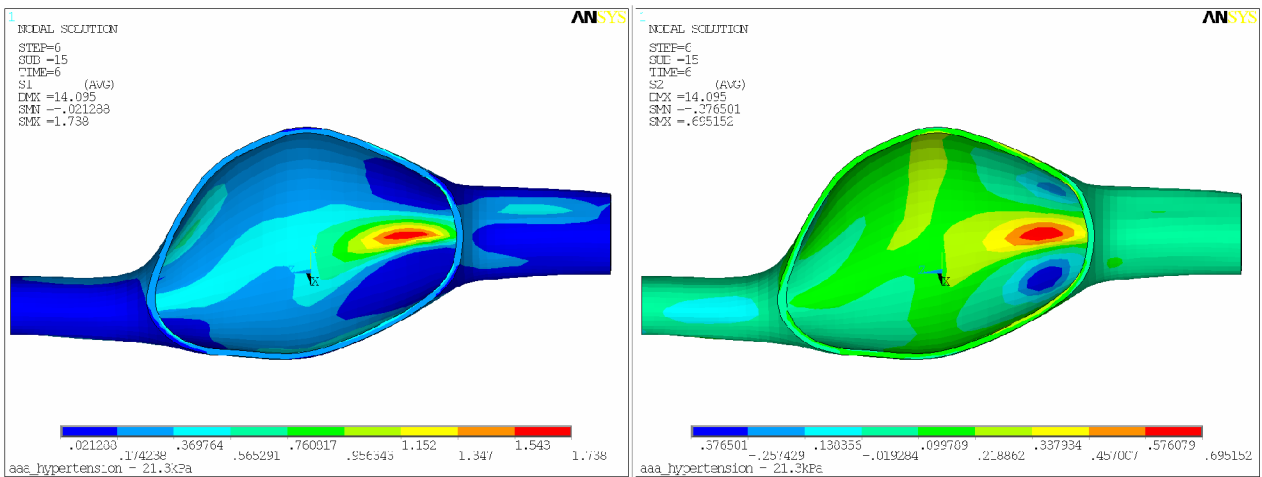 1
ANSYS
NODAL SOLUTION
STEP=6
SUB =15
TIME=6
S1 (AVG)
DMX =14.095
SMN =-.021288
SMX =1.738
X
.021288 .369764 .760817 1.152 1.543
.174238 .565291 .956343 1.347 1.738
aaa_hypertension - 21.3kPa
1
ANSYS
NODAL SOLUTION
STEP=6
SUB =15
TIME=6
S2 (AVG)
DMX =14.095
SMN =-.376501
SMX =.695152
X
.376501 .138355 .099789 .337934 .576079
-.257429 -.019284 .218862 .457007 .695152
aaa_hypertension - 21.3kPa